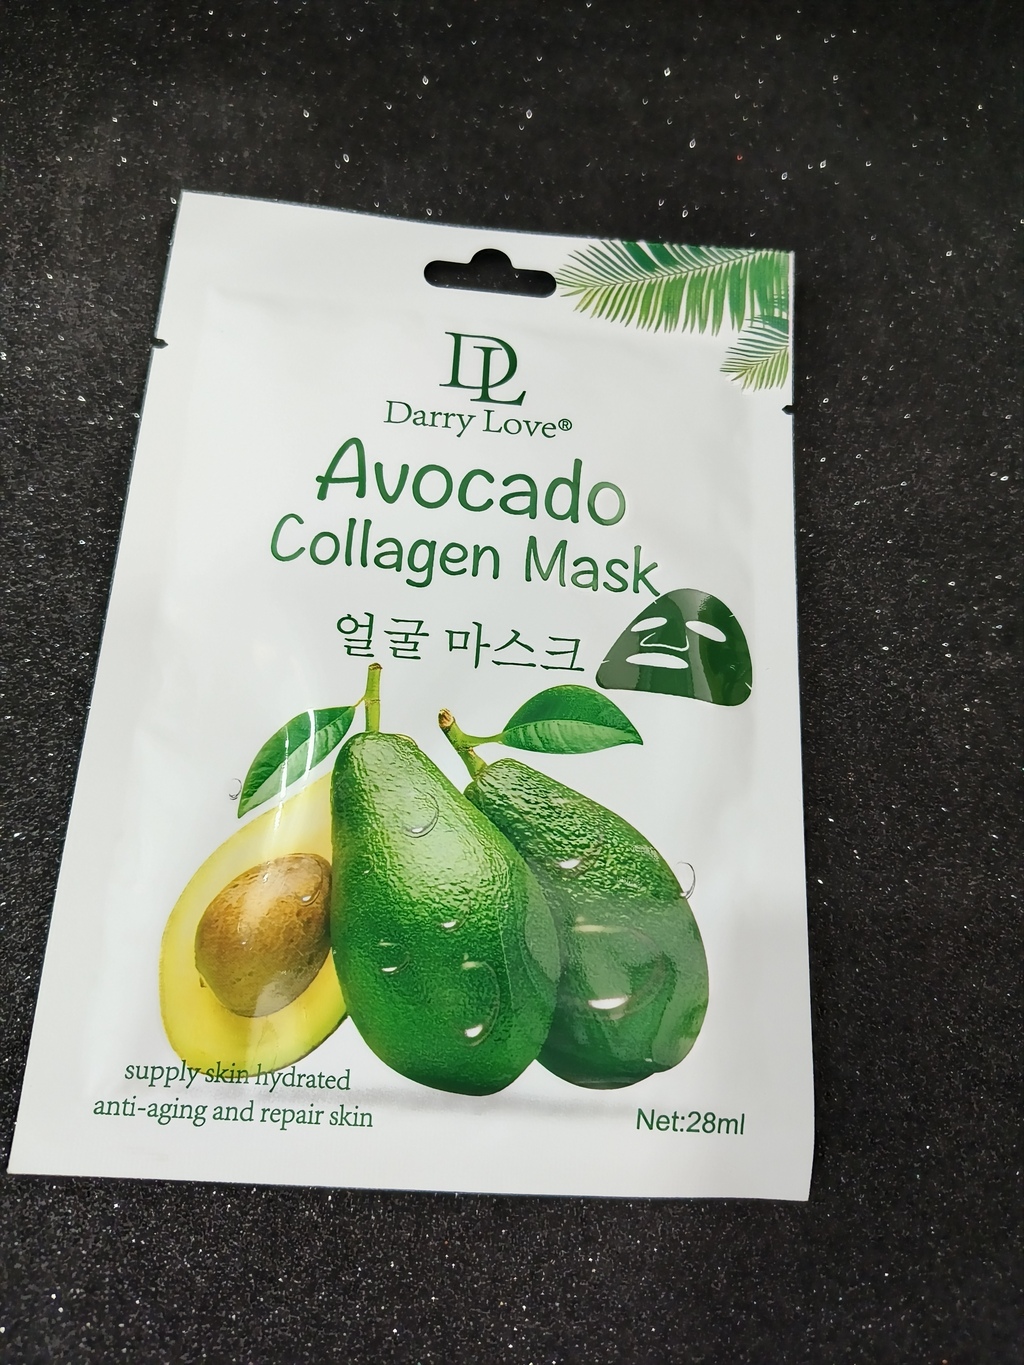 DL
Darry Love®
Avocado
Collagen Mask
얼굴 마스크
supply skin hydrated
anti-aging and repair skin
Net:28ml